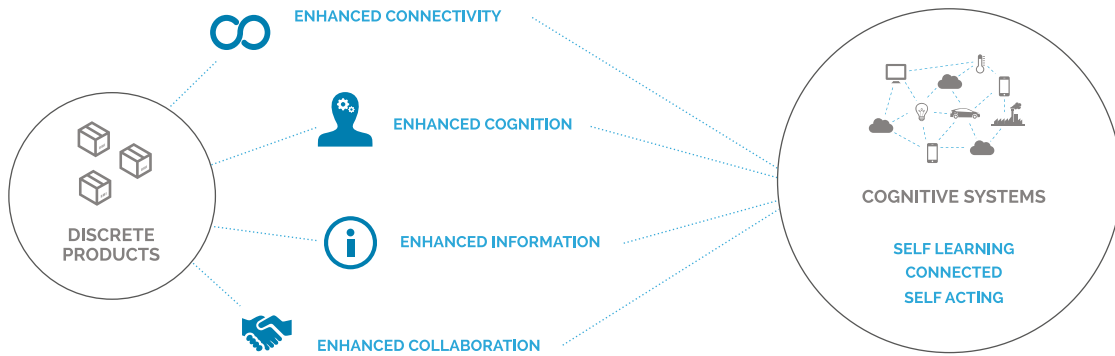 ENHANCED CONNECTIVITY
ENHANCED COGNITION
DISCRETE
PRODUCTS
ENHANCED INFORMATION
ENHANCED COLLABORATION
COGNITIVE SYSTEMS
SELF LEARNING
CONNECTED
SELF ACTING